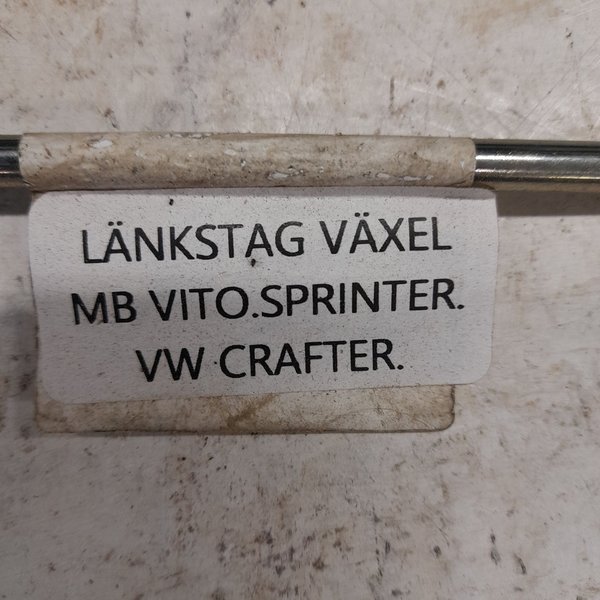 LÄNKSTAG VÄXEL
MB VITO.SPRINTER.
VW CRAFTER.